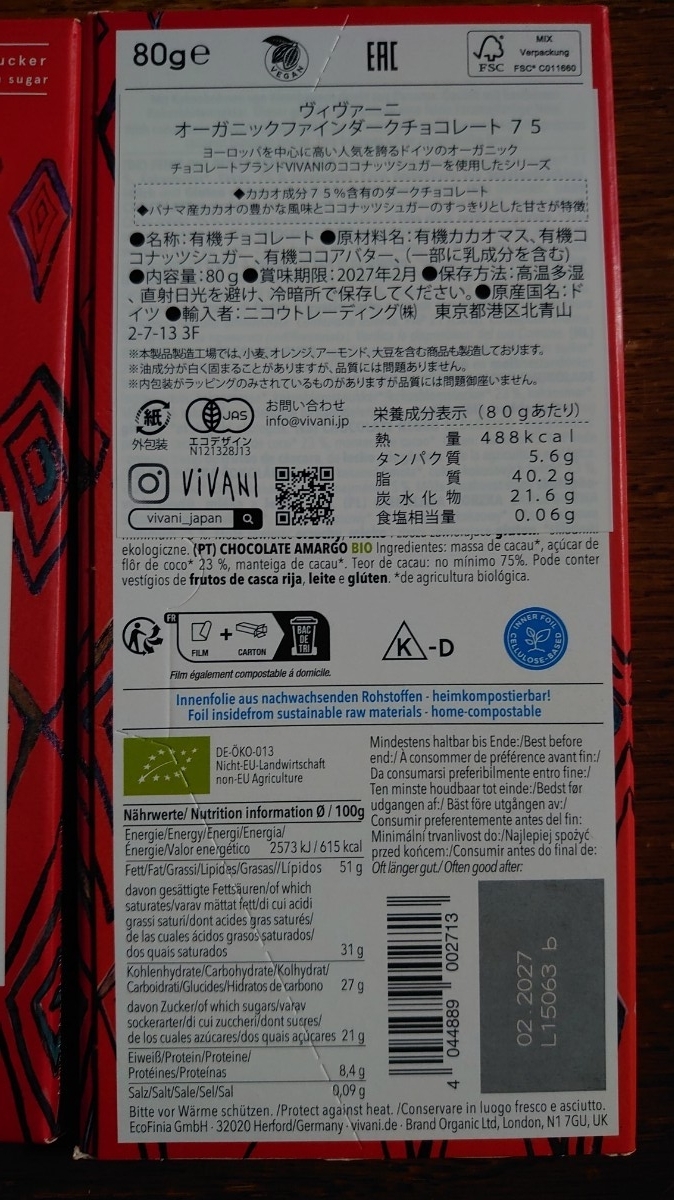 ucker
sugar
80g e
VEGAN
EAC
FSC
MIX
Verpackung
FSC® C011660
ヴィヴァーニ
オーガニックファインダークチョコレート 75
ヨーロッパを中心に高い人気を誇るドイツのオーガニック
チョコレートブランドVIVANIのココナッツシュガーを使用したシリーズ
◆カカオ成分75%含有のダークチョコレート
◆パナマ産カカオの豊かな風味とココナッツシュガーのすっきりとした甘さが特徴
●名称:有機チョコレート ●原材料名:有機カカオマス、有機コ
コナッツシュガー、有機ココアバター、(一部に乳成分を含む)
●内容量:80g ●賞味期限:2027年2月 ●保存方法:高温多湿
、直射日光を避け、冷暗所で保存してください。●原産国名:ド
イツ ●輸入者:ニコウトレーディング㈱ 東京都港区北青山
2-7-13 3F
※本製品製造工場では、小麦、オレンジ、アーモンド、大豆を含む商品も製造しております。
※油成分が白く固まることがありますが、品質には問題ありません。
※内包装がラッピングのみされているものがありますが品質には問題御座いません。
紙
外包装
JAS
エコデザイン
N121328J13
お問い合わせ
info@vivani.jp
ViVANI
vivani_japan
栄養成分表示(80gあたり)
熱量 488kcal
タンパク質 5.6g
脂質 40.2g
炭水化物 21.6g
食塩相当量 0.06g
ekologiczne. (PT) CHOCOLATE AMARGO BIO Ingredientes: massa de cacau*, açúcar de
flôr de coco* 23 %, manteiga de cacau*. Teor de cacau: no mínimo 75%. Pode conter
vestígios de frutos de casca rija, leite e glúten. *de agricultura biológica.
FR
FILM
+
CARTON
BAC
DE
TRI
Film également compostable à domicile.
K-D
INNER FOIL
CELLULOSE-BASED
Innenfolie aus nachwachsenden Rohstoffen - heimkompostierbar!
Foil insidefrom sustainable raw materials - home-compostable
DE-ÖKO-013
Nicht-EU-Landwirtschaft
non-EU Agriculture
Nährwerte/ Nutrition information Ø / 100g
Energie/Energy/Energi/Energia/
Énergie/Valor energético 2573 kJ / 615 kcal
Fett/Fat/Grassi/Lipides/Grasas//Lípidos 51 g
davon gesättigte Fettsäuren/of which
saturates/varav mättat fett/di cui acidi
grassi saturi/dont acides gras saturés/
de las cuales ácidos grasos saturados/
dos quais saturados 31 g
Kohlenhydrate/Carbohydrate/Kolhydrat/
Carboidrati/Glucides/Hidratos de carbono 27 g
davon Zucker/of which sugars/varav
sockerarter/di cui zuccheri/dont sucres/
de los cuales azúcares/dos quais açúcares 21 g
Eiweiß/Protein/Proteine/
Protéines/Proteínas 8,4 g
Salz/Salt/Sale/Sel/Sal 0,09 g
Mindestens haltbar bis Ende:/Best before
end:/ À consommer de préférence avant fin:/
Da consumarsi preferibilmente entro fine:/
Ten minste houdbaar tot einde:/Bedst før
udgangen af:/ Bäst före utgången av:/
Consumir preferentemente antes del fin:
Minimální trvanlivost do:/Najlepiej spożyć
przed końcem:/Consumir antes do final de:
Oft länger gut./ Often good after:
4 044889 002713
02.2027
L15063 b
Bitte vor Wärme schützen. /Protect against heat. /Conservare in luogo fresco e asciutto.
EcoFinia GmbH · 32020 Herford/Germany · vivani.de · Brand Organic Ltd, London, N1 7GU, UK